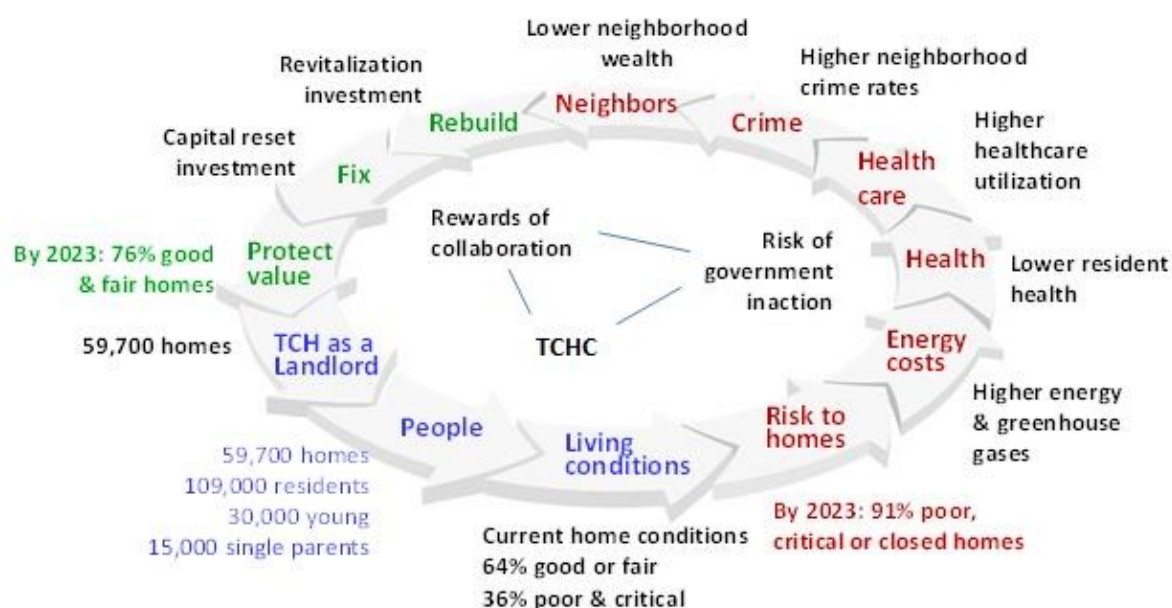 Lower neighborhood
wealth
Higher neighborhood
crime rates
Revitalization
investment
Neighbors
Crime
Rebuild
Capital reset
investment
Higher
healthcare
utilization
Fix
Health
care
Rewards of
collaboration
Risk of
government
inaction
By 2023: 76% good
& fair homes
Protect
value
Health
Lower resident
health
59,700 homes
TCH as a
Landlord
TCHC
Energy
costs
Higher energy
& greenhouse
gases
People
Living
conditions
Risk to
homes
59,700 homes
109,000 residents
30,000 young
15,000 single parents
Current home conditions
64% good or fair
36% poor & critical
By 2023: 91% poor,
critical or closed homes